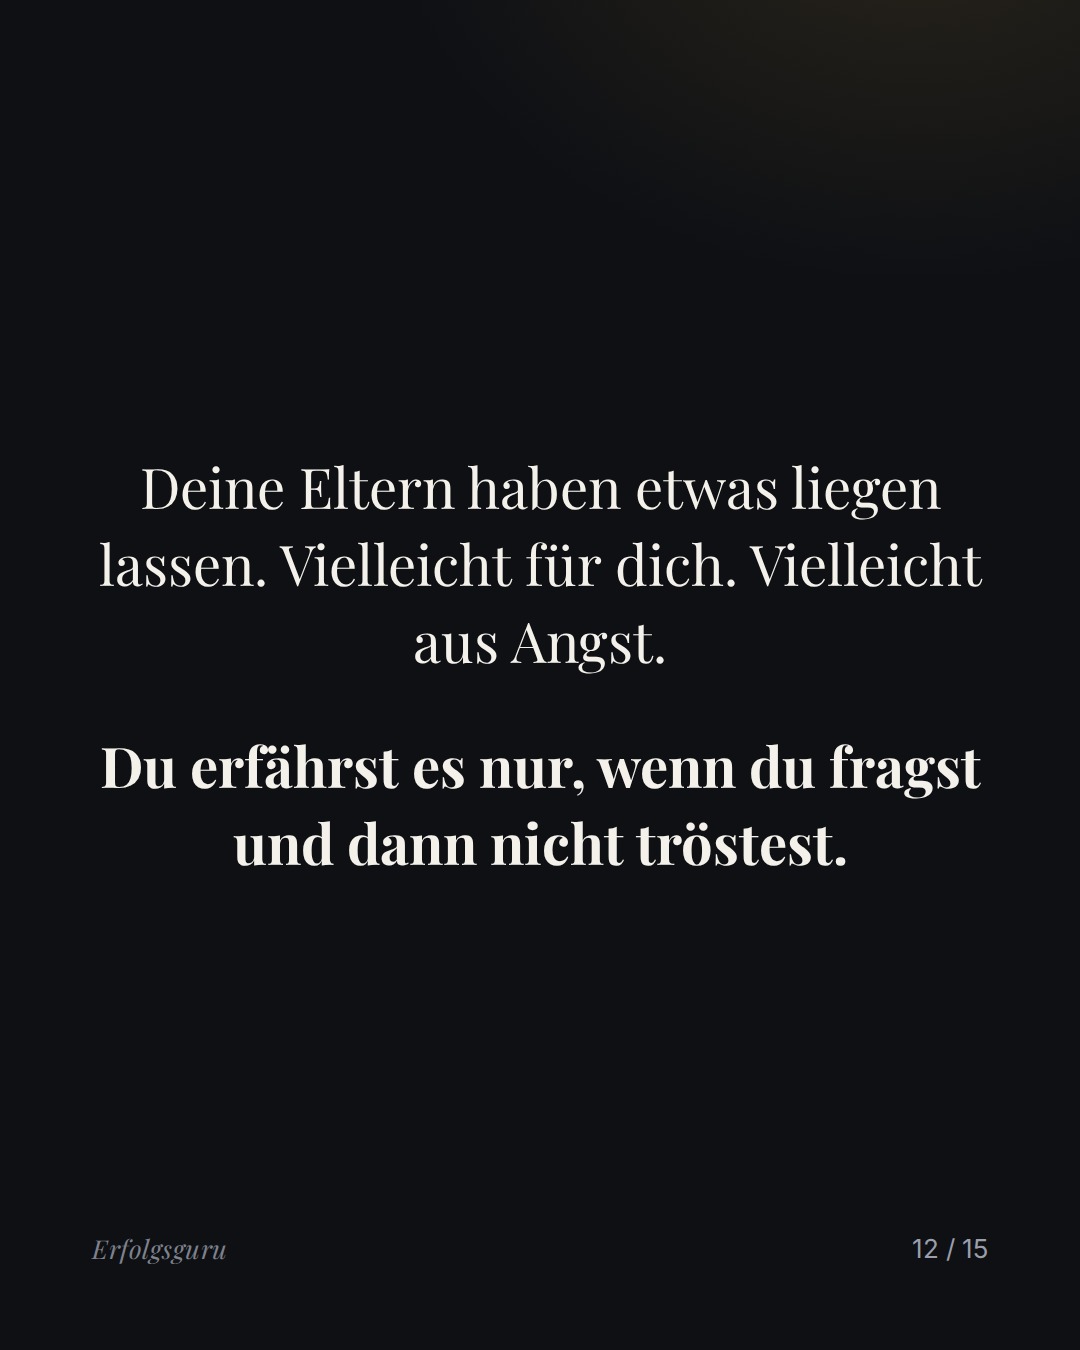 Deine Eltern haben etwas liegen
lassen. Vielleicht für dich. Vielleicht
aus Angst.
Du erfährst es nur, wenn du fragst
und dann nicht tröstest.
Erfolgsguru
12 / 15